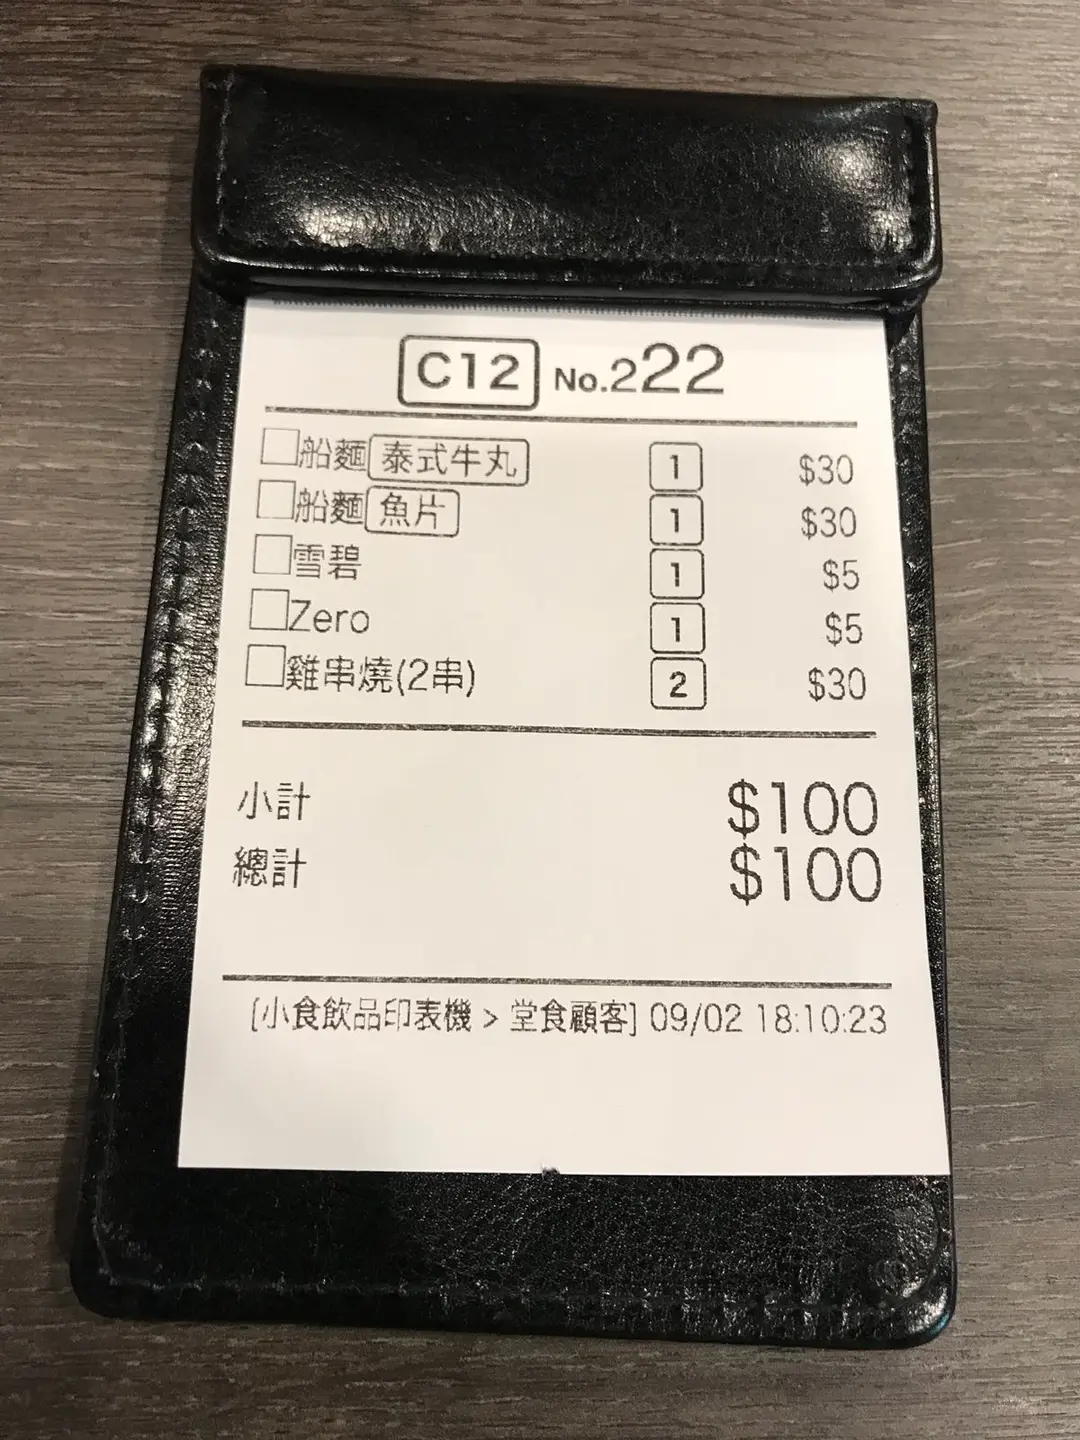 C12 No.222
船麵 泰式牛丸 1 $30
船麵 魚片 1 $30
雪碧 1 $5
Zero 1 $5
雞串燒(2串) 2 $30
小計 $100
總計 $100
[小食飲品印表機 > 堂食顧客] 09/02 18:10:23